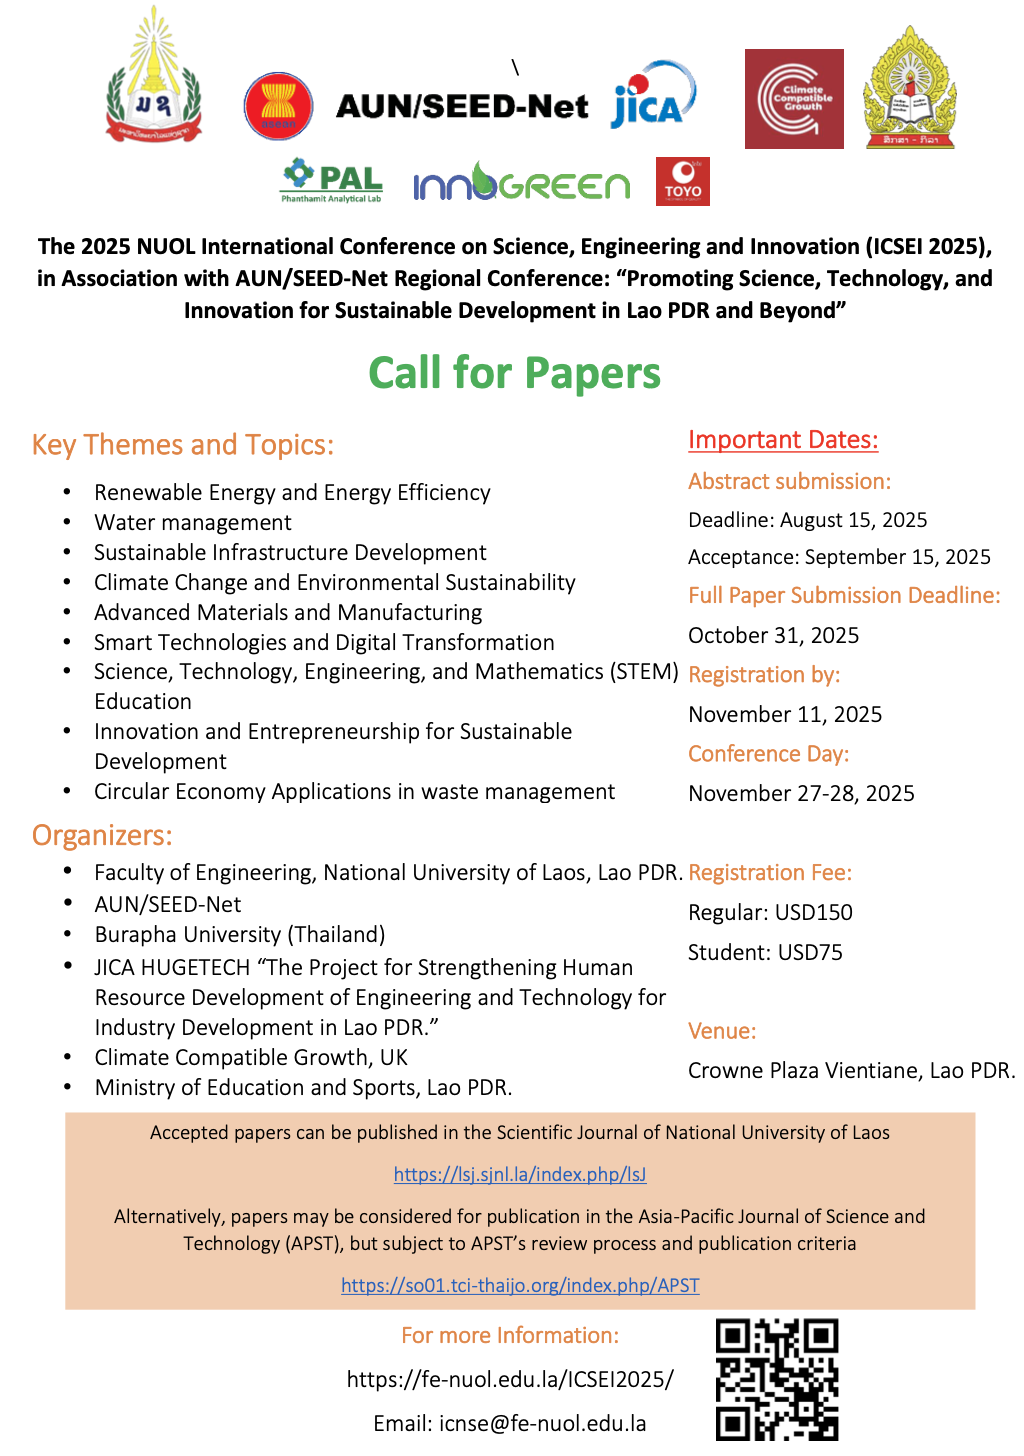 ມ ຊ
asean
\
AUN/SEED-Net
jICA
Climate
Compatible
Growth
ສຶກສາ - ກິລາ
PAL
Phanthamit Analytical Lab
INNOGREEN
TOYO
The 2025 NUOL International Conference on Science, Engineering and Innovation (ICSEI 2025),
in Association with AUN/SEED-Net Regional Conference: “Promoting Science, Technology, and
Innovation for Sustainable Development in Lao PDR and Beyond”
Call for Papers
Key Themes and Topics:
• Renewable Energy and Energy Efficiency
• Water management
• Sustainable Infrastructure Development
• Climate Change and Environmental Sustainability
• Advanced Materials and Manufacturing
• Smart Technologies and Digital Transformation
• Science, Technology, Engineering, and Mathematics (STEM)
Education
• Innovation and Entrepreneurship for Sustainable
Development
• Circular Economy Applications in waste management
Organizers:
• Faculty of Engineering, National University of Laos, Lao PDR.
• AUN/SEED-Net
• Burapha University (Thailand)
• JICA HUGETECH “The Project for Strengthening Human
Resource Development of Engineering and Technology for
Industry Development in Lao PDR.”
• Climate Compatible Growth, UK
• Ministry of Education and Sports, Lao PDR.
Important Dates:
Abstract submission:
Deadline: August 15, 2025
Acceptance: September 15, 2025
Full Paper Submission Deadline:
October 31, 2025
Registration by:
November 11, 2025
Conference Day:
November 27-28, 2025
Registration Fee:
Regular: USD150
Student: USD75
Venue:
Crowne Plaza Vientiane, Lao PDR.
Accepted papers can be published in the Scientific Journal of National University of Laos
https://lsj.sjnl.la/index.php/lsJ
Alternatively, papers may be considered for publication in the Asia-Pacific Journal of Science and
Technology (APST), but subject to APST’s review process and publication criteria
https://so01.tci-thaijo.org/index.php/APST
For more Information:
https://fe-nuol.edu.la/ICSEI2025/
Email: icnse@fe-nuol.edu.la